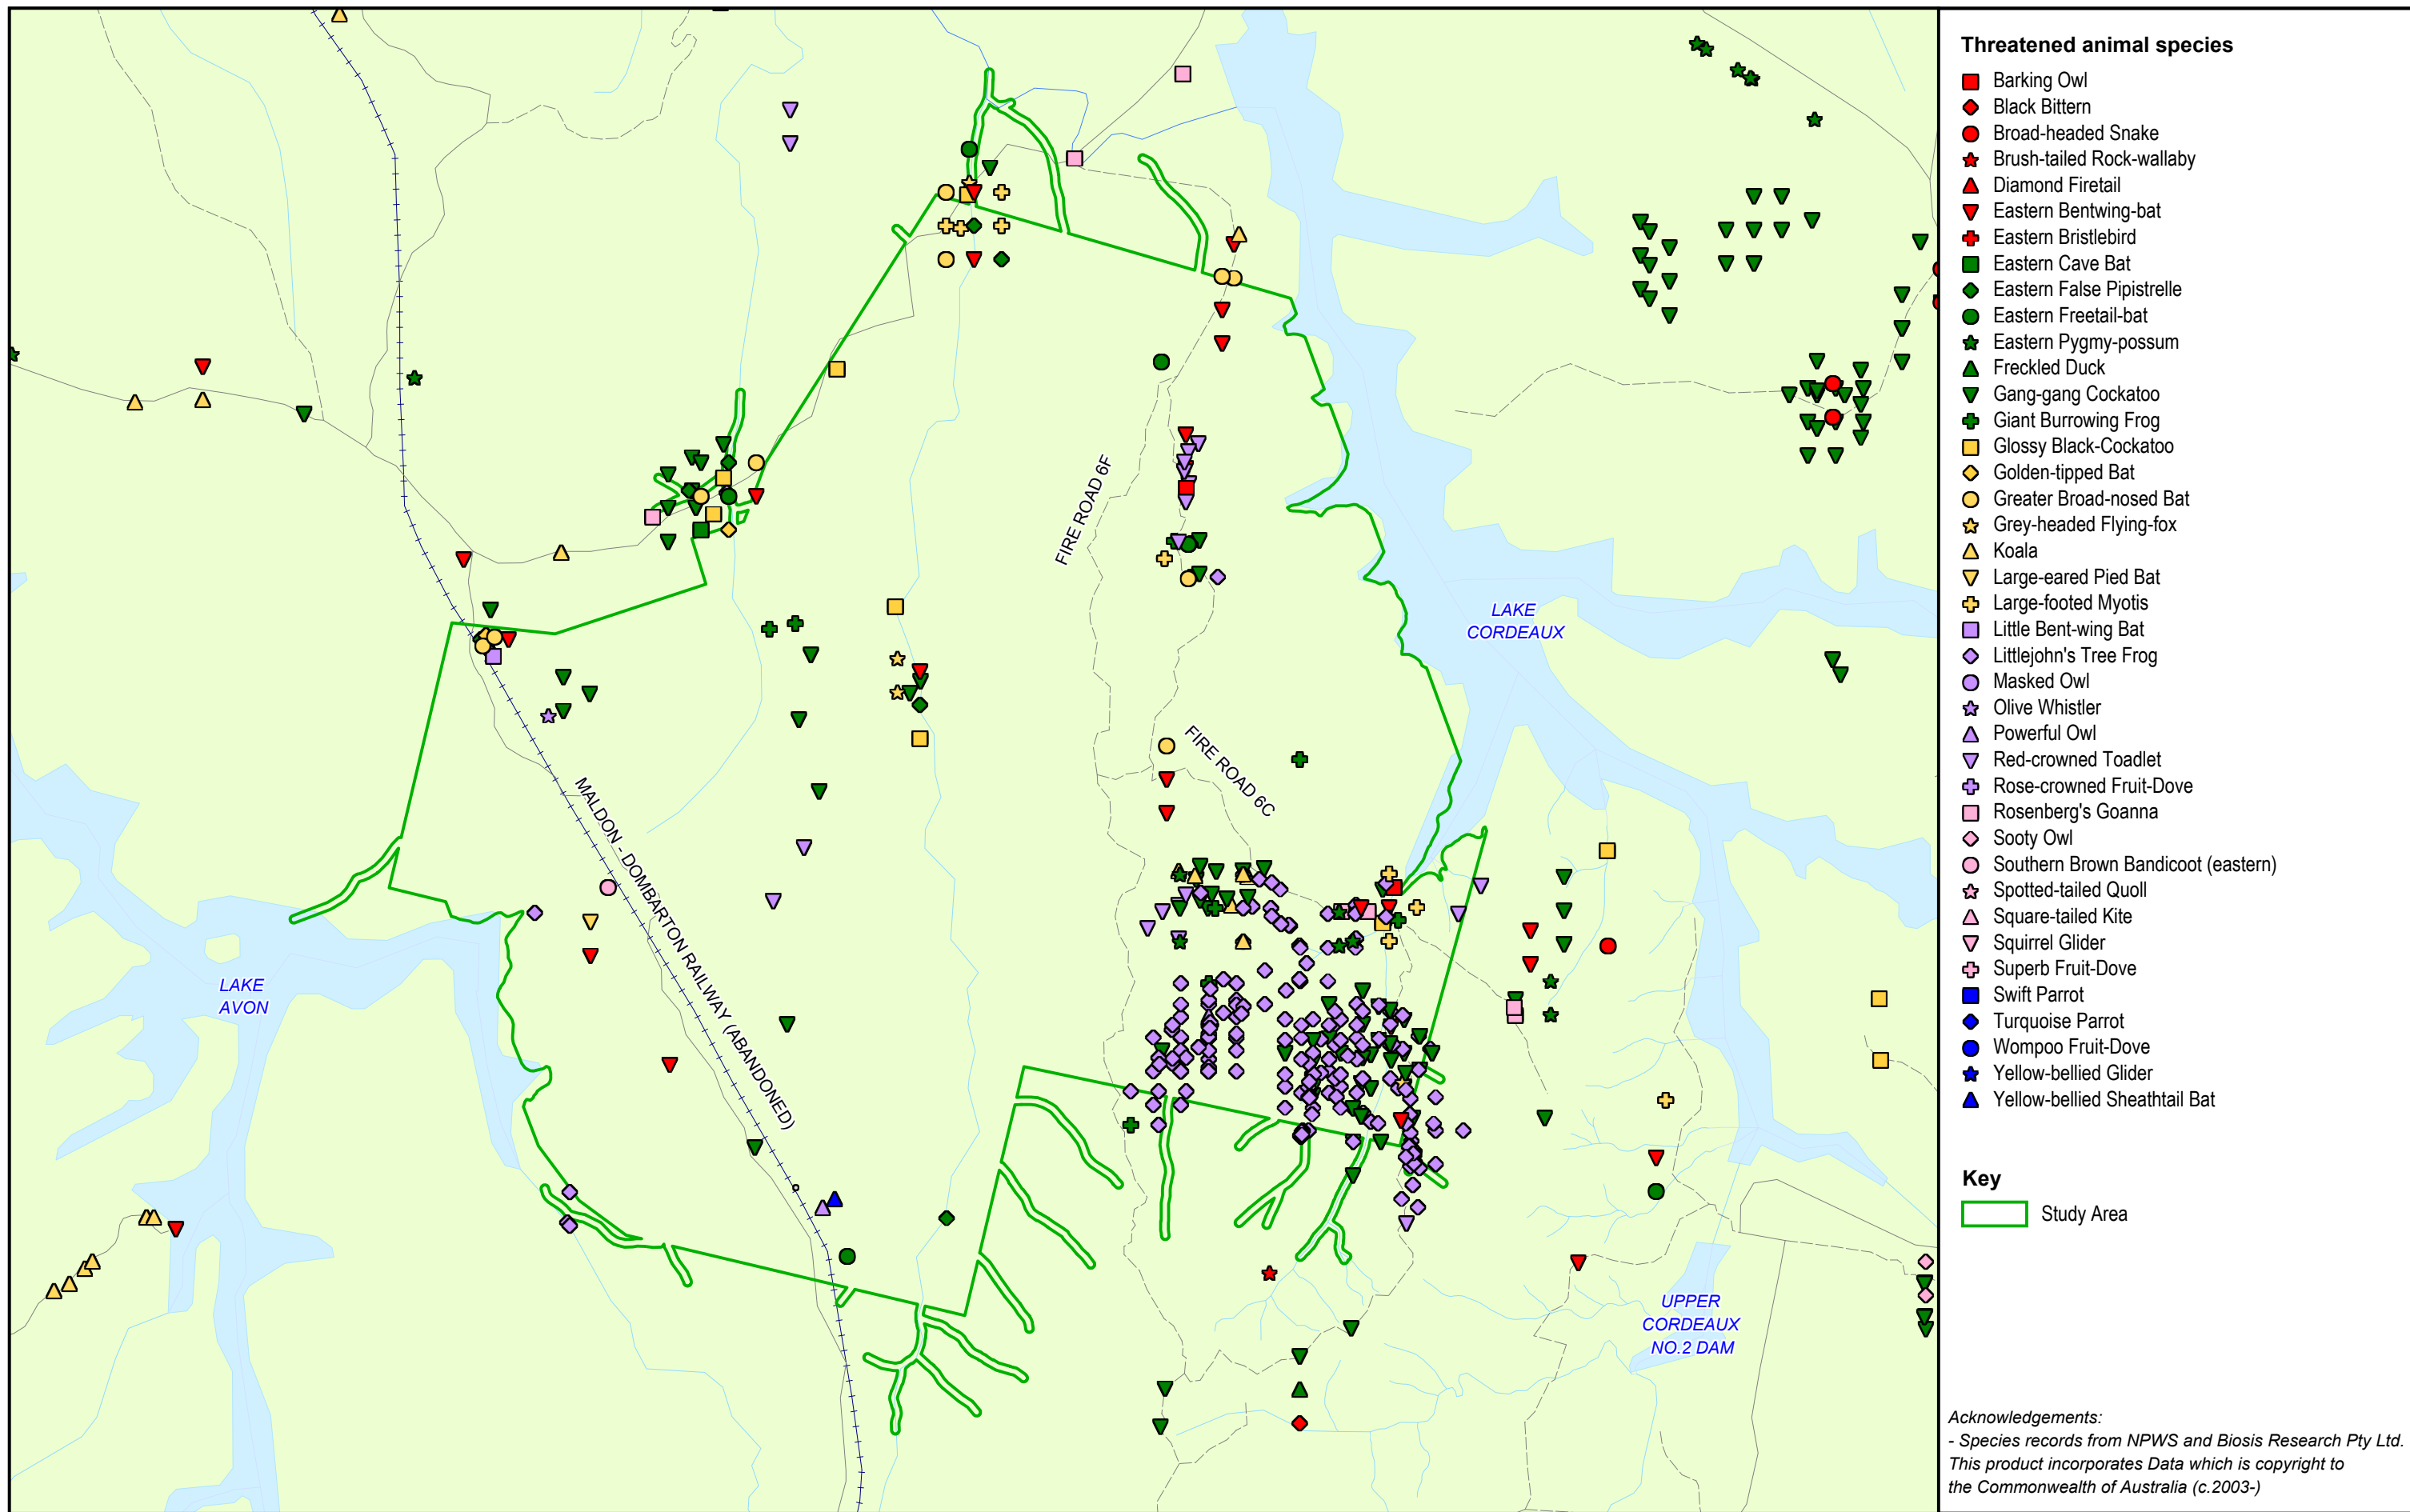 Threatened animal species
Barking Owl
Black Bittern
Broad-headed Snake
Brush-tailed Rock-wallaby
Diamond Firetail
Eastern Bentwing-bat
Eastern Bristlebird
Eastern Cave Bat
Eastern False Pipistrelle
Eastern Freetail-bat
Eastern Pygmy-possum
Freckled Duck
Gang-gang Cockatoo
Giant Burrowing Frog
Glossy Black-Cockatoo
Golden-tipped Bat
Greater Broad-nosed Bat
Grey-headed Flying-fox
Koala
Large-eared Pied Bat
Large-footed Myotis
Little Bent-wing Bat
Littlejohn's Tree Frog
Masked Owl
Olive Whistler
Powerful Owl
Red-crowned Toadlet
Rose-crowned Fruit-Dove
Rosenberg's Goanna
Sooty Owl
Southern Brown Bandicoot (eastern)
Spotted-tailed Quoll
Square-tailed Kite
Squirrel Glider
Superb Fruit-Dove
Swift Parrot
Turquoise Parrot
Wompoo Fruit-Dove
Yellow-bellied Glider
Yellow-bellied Sheathtail Bat
Key
Study Area
Acknowledgements:
- Species records from NPWS and Biosis Research Pty Ltd.
This product incorporates Data which is copyright to
the Commonwealth of Australia (c.2003-)
FIRE ROAD 6F
LAKE
CORDEAUX
FIRE ROAD 6C
MALDON - DOMBARTON RAILWAY (ABANDONED)
LAKE
AVON
UPPER
CORDEAUX
NO.2 DAM